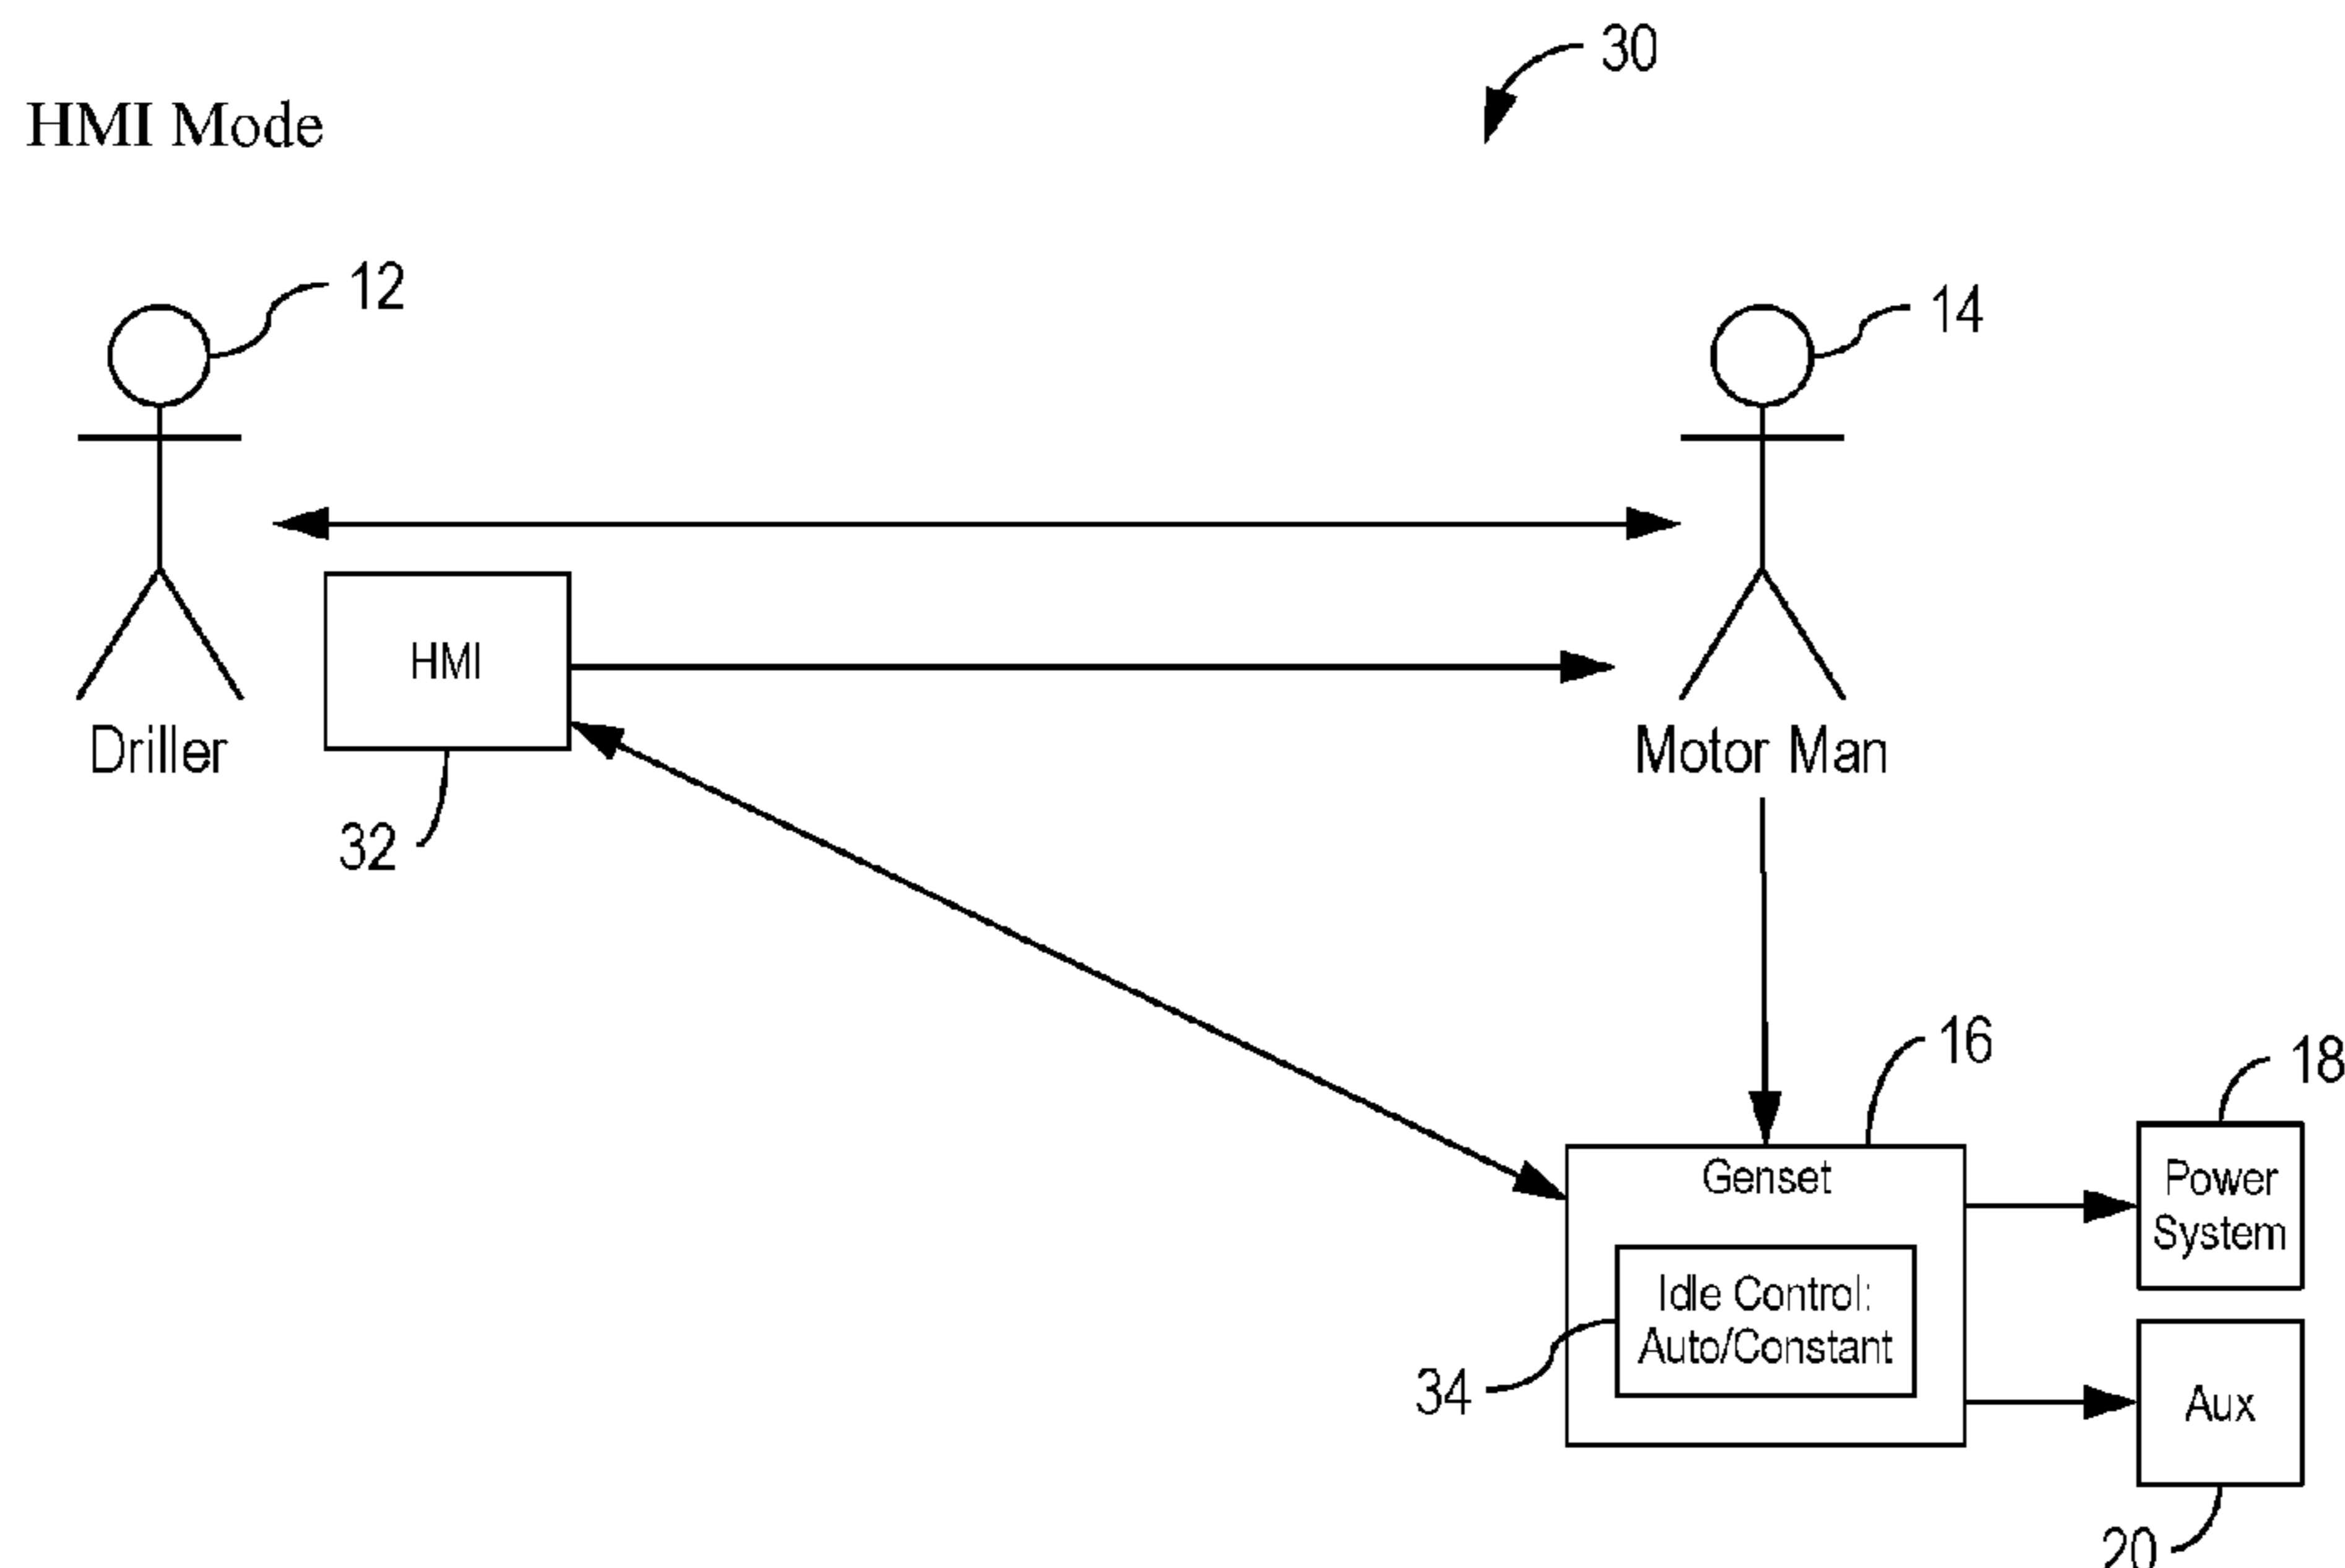 30
HMI Mode
12
14
HMI
Driller
Motor Man
32
16
18
Genset
Power
System
Idle Control:
Auto/Constant
34
Aux
20